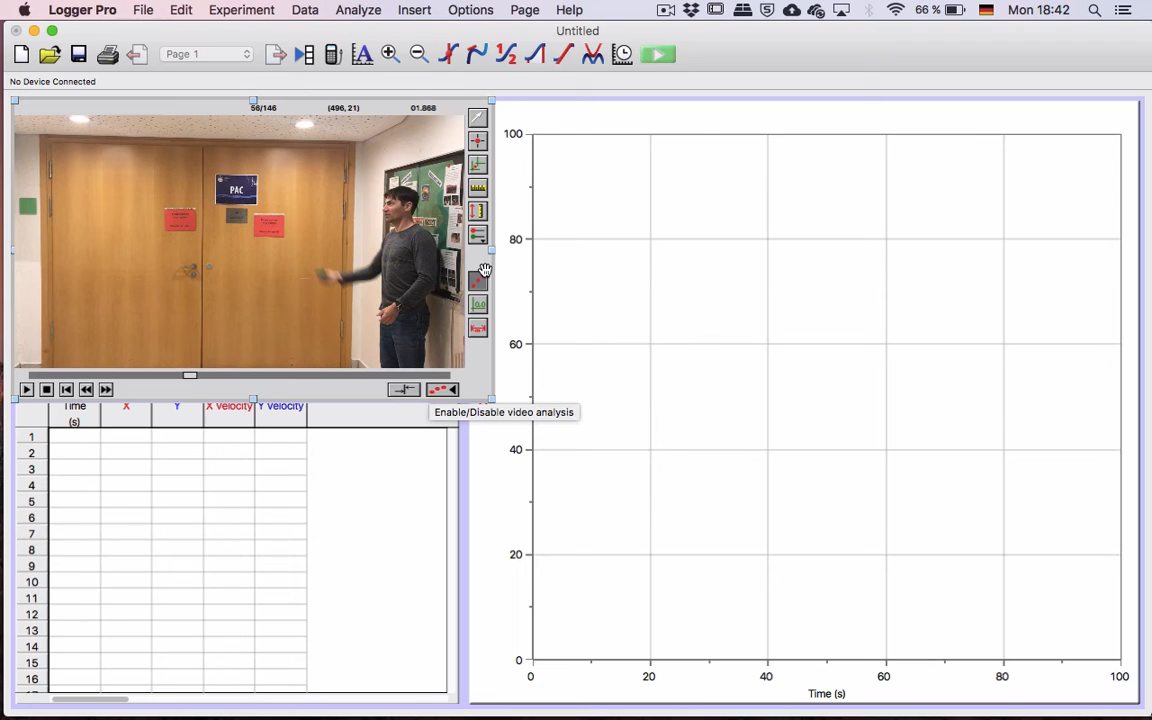 Logger Pro File Edit Experiment Data Analyze Insert Options Page Help 5 66 % Mon 18:42
Untitled
Page 1
No Device Connected
56/146 (496, 21) 01.868
PAC
Enable/Disable video analysis
Time (s) X Y X Velocity Y Velocity
1
2
3
4
5
6
7
8
9
10
11
12
13
14
15
16
100
80
60
40
20
0
0 20 40 60 80 100
Time (s)